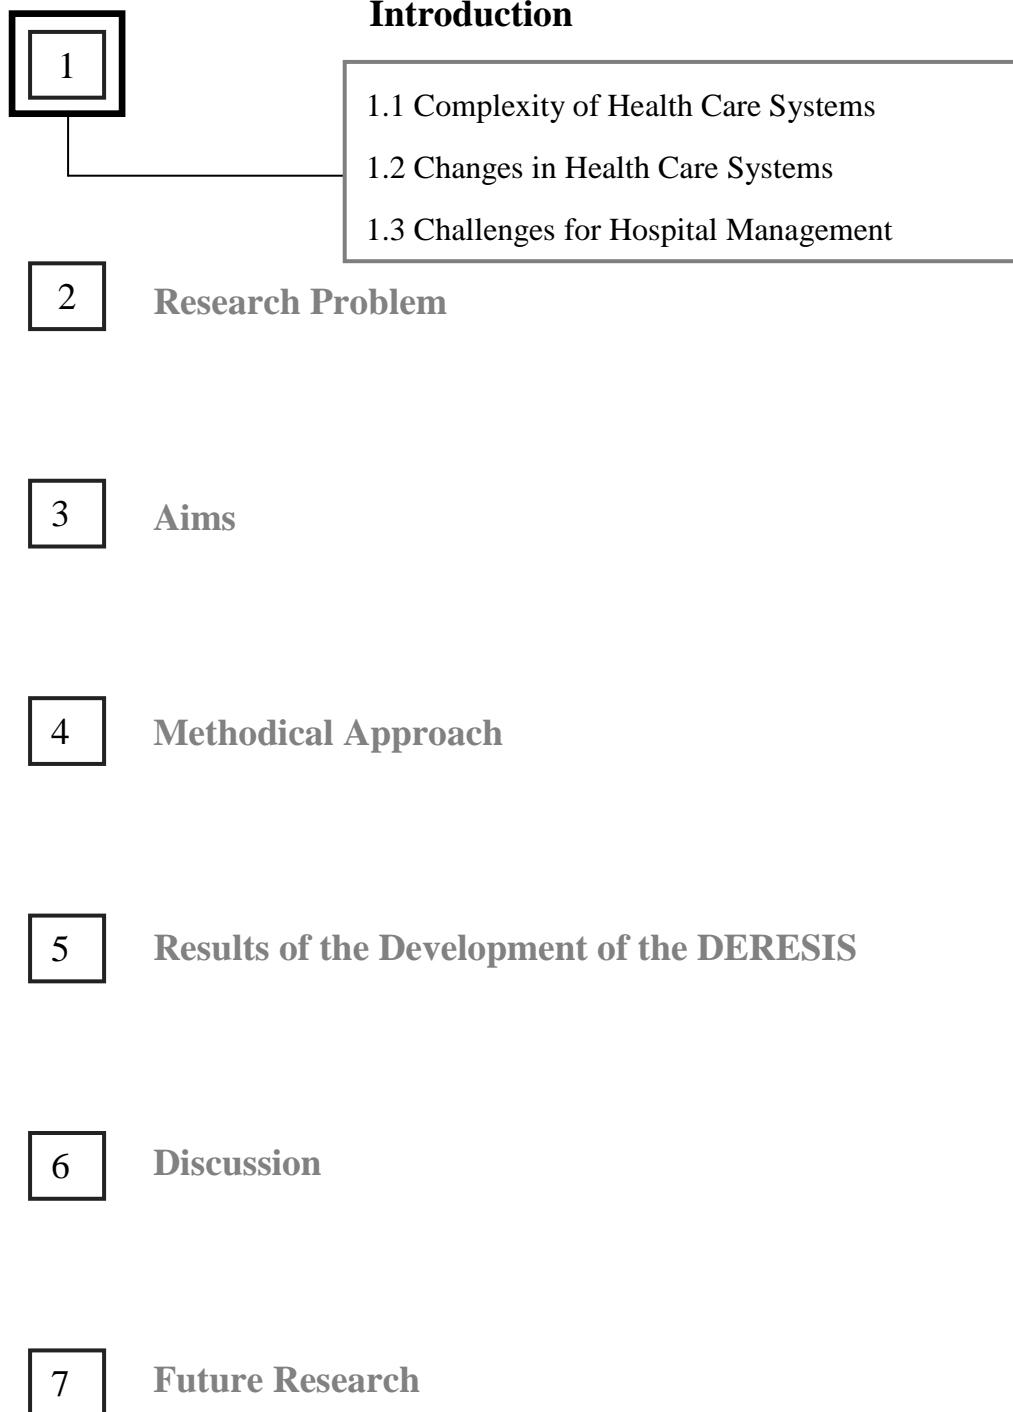 Introduction
1
1.1 Complexity of Health Care Systems
1.2 Changes in Health Care Systems
1.3 Challenges for Hospital Management
2 Research Problem
3 Aims
4 Methodical Approach
5 Results of the Development of the DERESIS
6 Discussion
7 Future Research